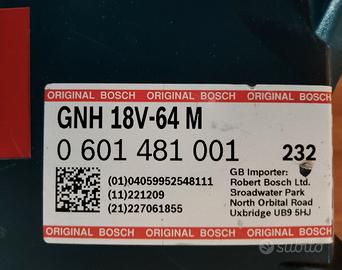 ORIGINAL BOSCH ORIGINAL BOSCH ORIGINAL BOSCH
GNH 18V-64 M
0 601 481 001
232
(01)04059952548111
(11)221209
(21)227061855
GB Importer:
Robert Bosch Ltd.
Broadwater Park
North Orbital Road
Uxbridge UB9 5HJ
ORIGINAL BOSCH ORIGINAL BOSCH ORIGINAL BOSCH
subito